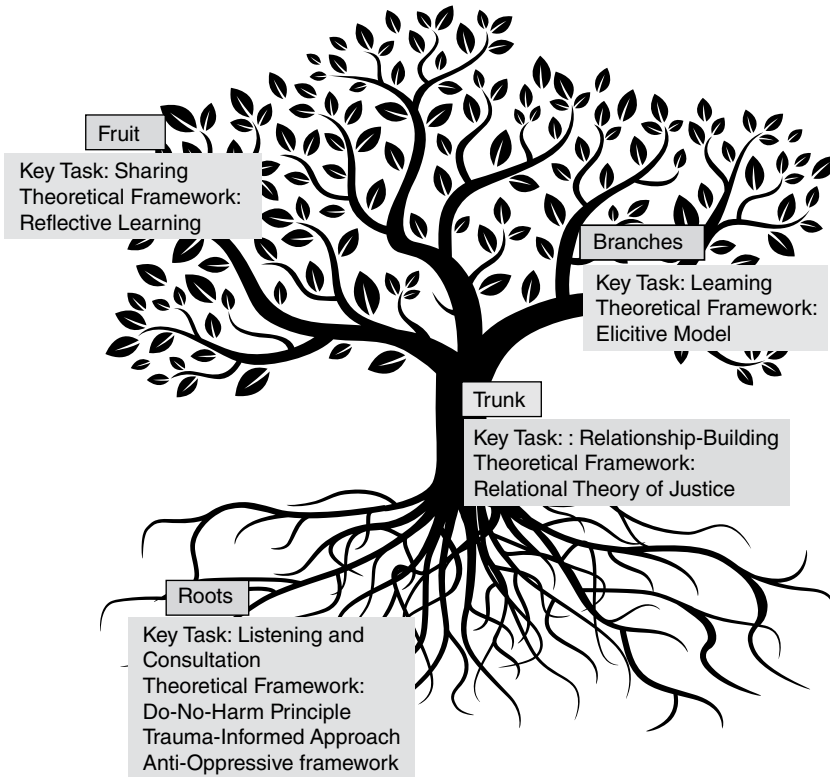 Fruit
Key Task: Sharing
Theoretical Framework:
Reflective Learning
Branches
Key Task: Learning
Theoretical Framework:
Elicitive Model
Trunk
Key Task: : Relationship-Building
Theoretical Framework:
Relational Theory of Justice
Roots
Key Task: Listening and
Consultation
Theoretical Framework:
Do-No-Harm Principle
Trauma-Informed Approach
Anti-Oppressive framework